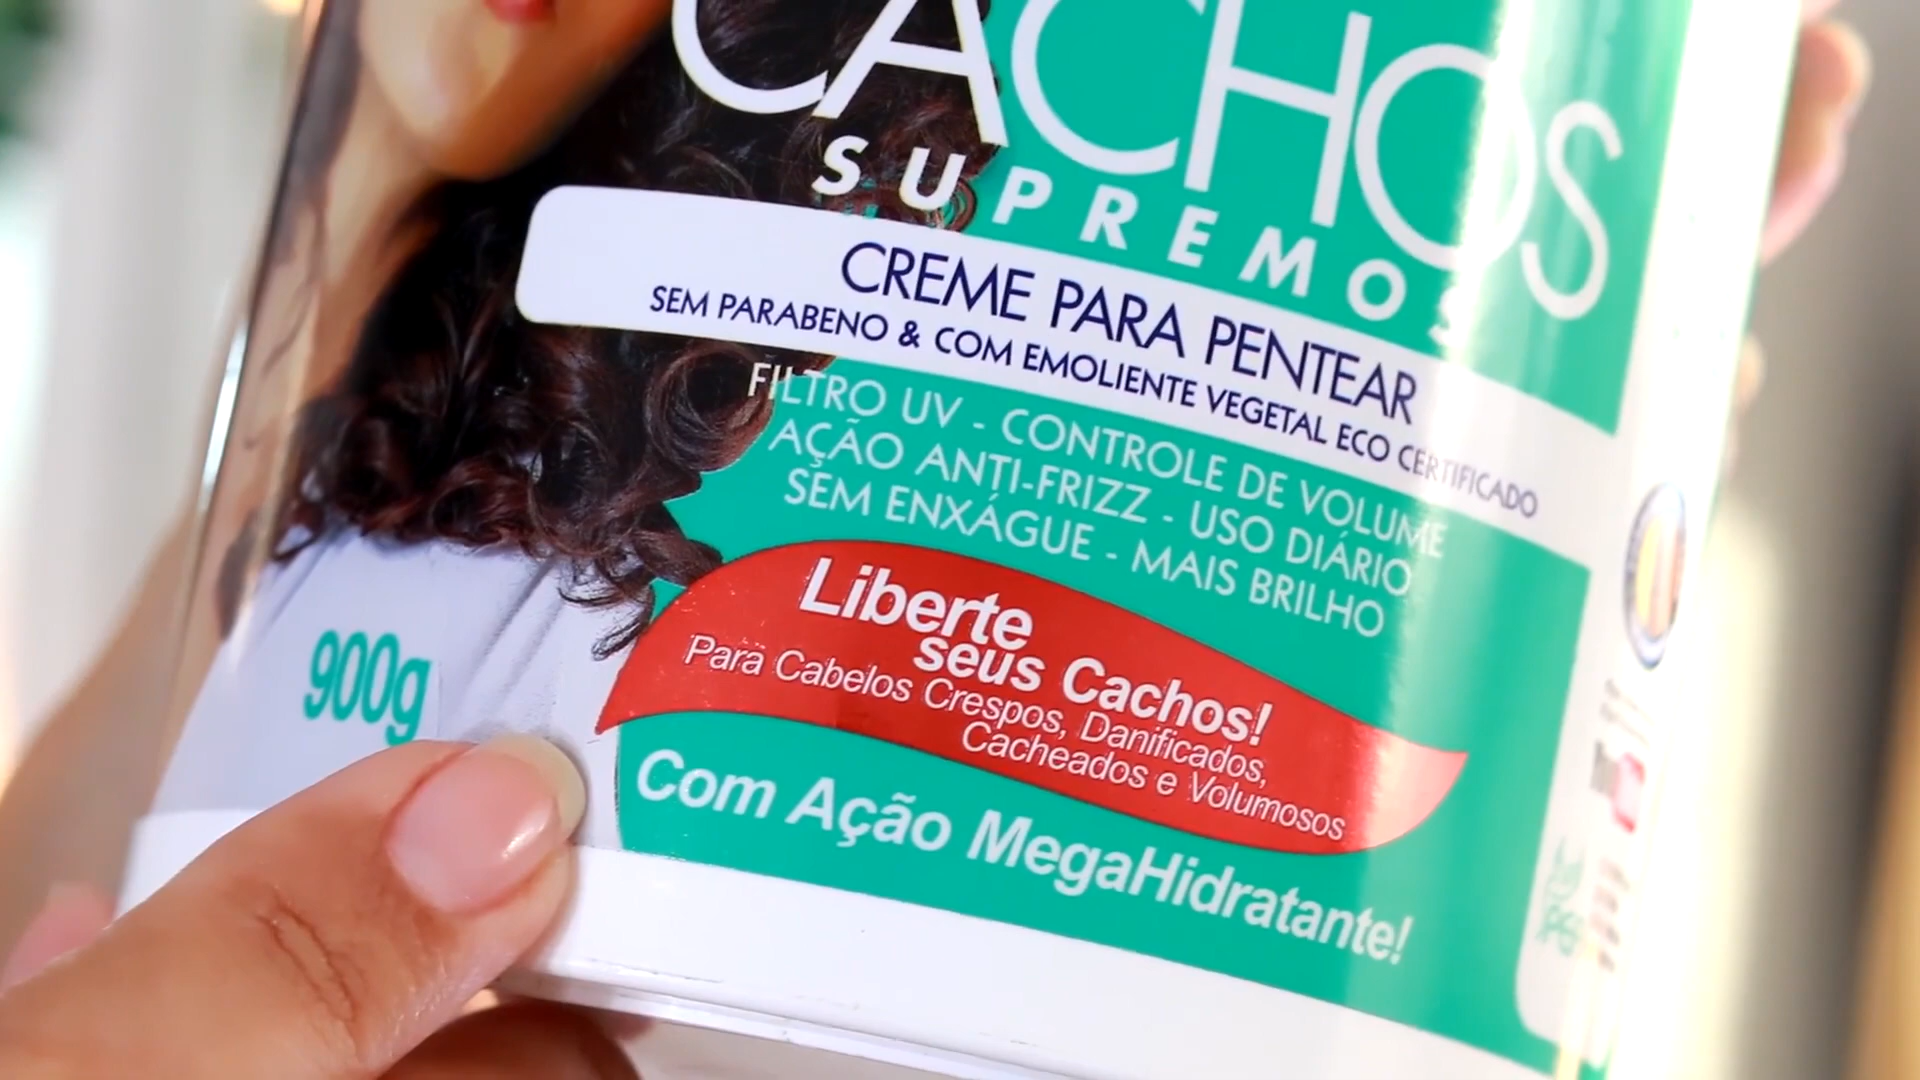 CACHOS
SUPREMOS
CREME PARA PENTEAR
SEM PARABENO & COM EMOLIENTE VEGETAL ECO CERTIFICADO
FILTRO UV - CONTROLE DE VOLUME
AÇÃO ANTI-FRIZZ - USO DIÁRIO
SEM ENXÁGUE - MAIS BRILHO
Liberte
seus Cachos!
Para Cabelos Crespos, Danificados,
Cacheados e Volumosos
900g
Com Ação MegaHidratante!